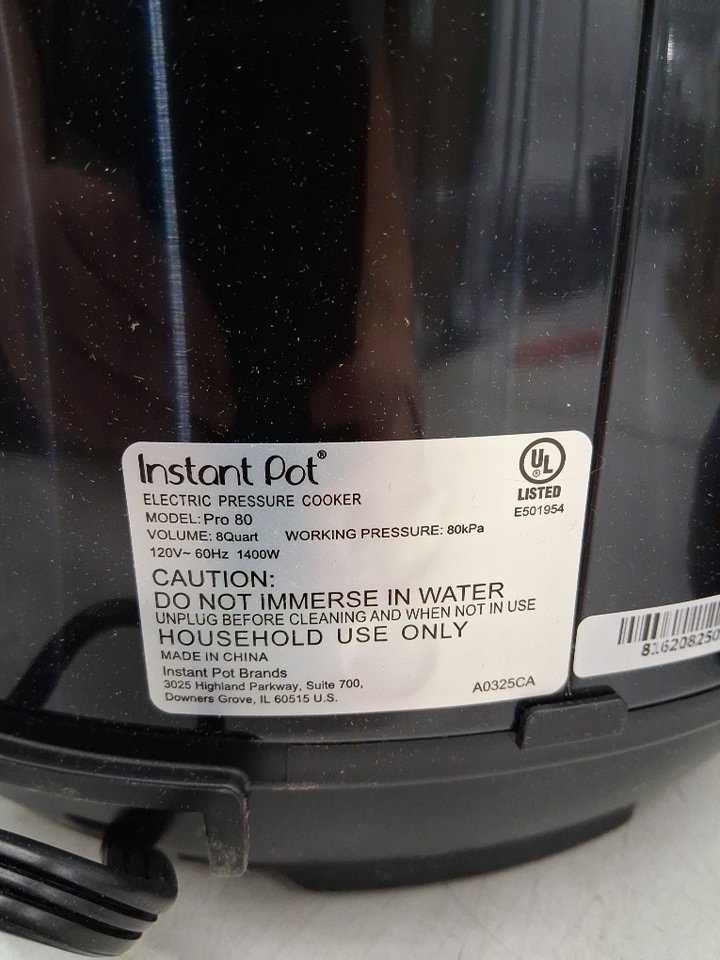 Instant Pot®
ELECTRIC PRESSURE COOKER
MODEL: Pro 80
VOLUME: 8Quart WORKING PRESSURE: 80kPa
120V~ 60Hz 1400W
UL
®
LISTED
E501954
CAUTION:
DO NOT IMMERSE IN WATER
UNPLUG BEFORE CLEANING AND WHEN NOT IN USE
HOUSEHOLD USE ONLY
MADE IN CHINA
Instant Pot Brands
3025 Highland Parkway, Suite 700,
Downers Grove, IL 60515 U.S.
A0325CA